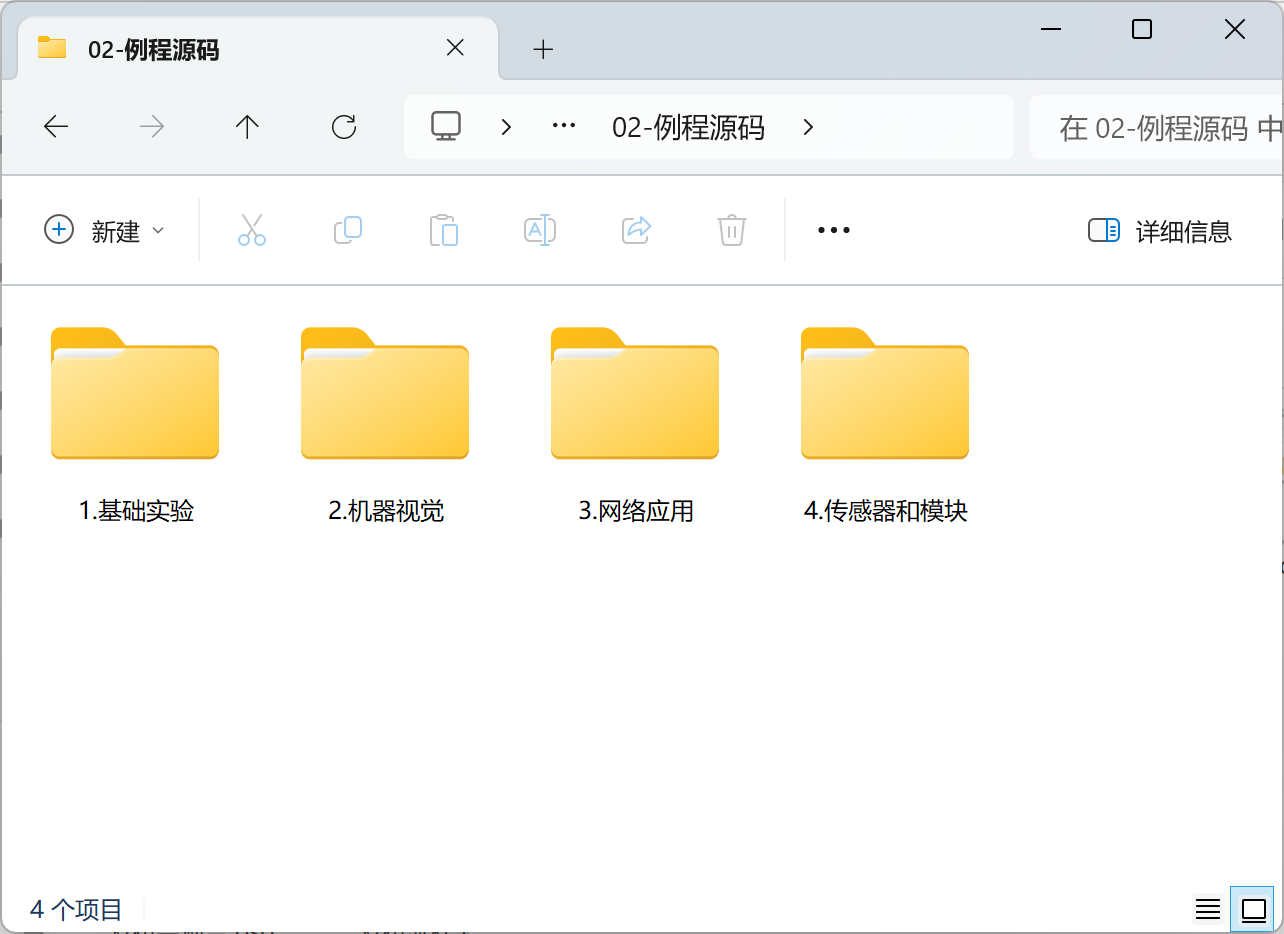 02-例程源码
02-例程源码
在 02-例程源码 中
新建
详细信息
1.基础实验
2.机器视觉
3.网络应用
4.传感器和模块
4 个项目